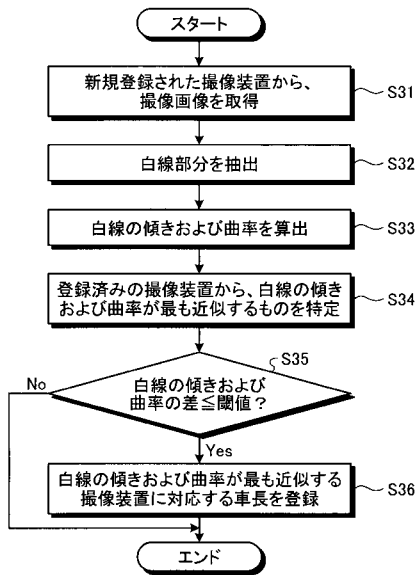 スタート
新規登録された撮像装置から、
撮像画像を取得
S31
白線部分を抽出
S32
白線の傾きおよび曲率を算出
S33
登録済みの撮像装置から、白線の傾き
および曲率が最も近似するものを特定
S34
S35
No
白線の傾きおよび
曲率の差≦閾値?
Yes
白線の傾きおよび曲率が最も近似する
撮像装置に対応する車長を登録
S36
エンド